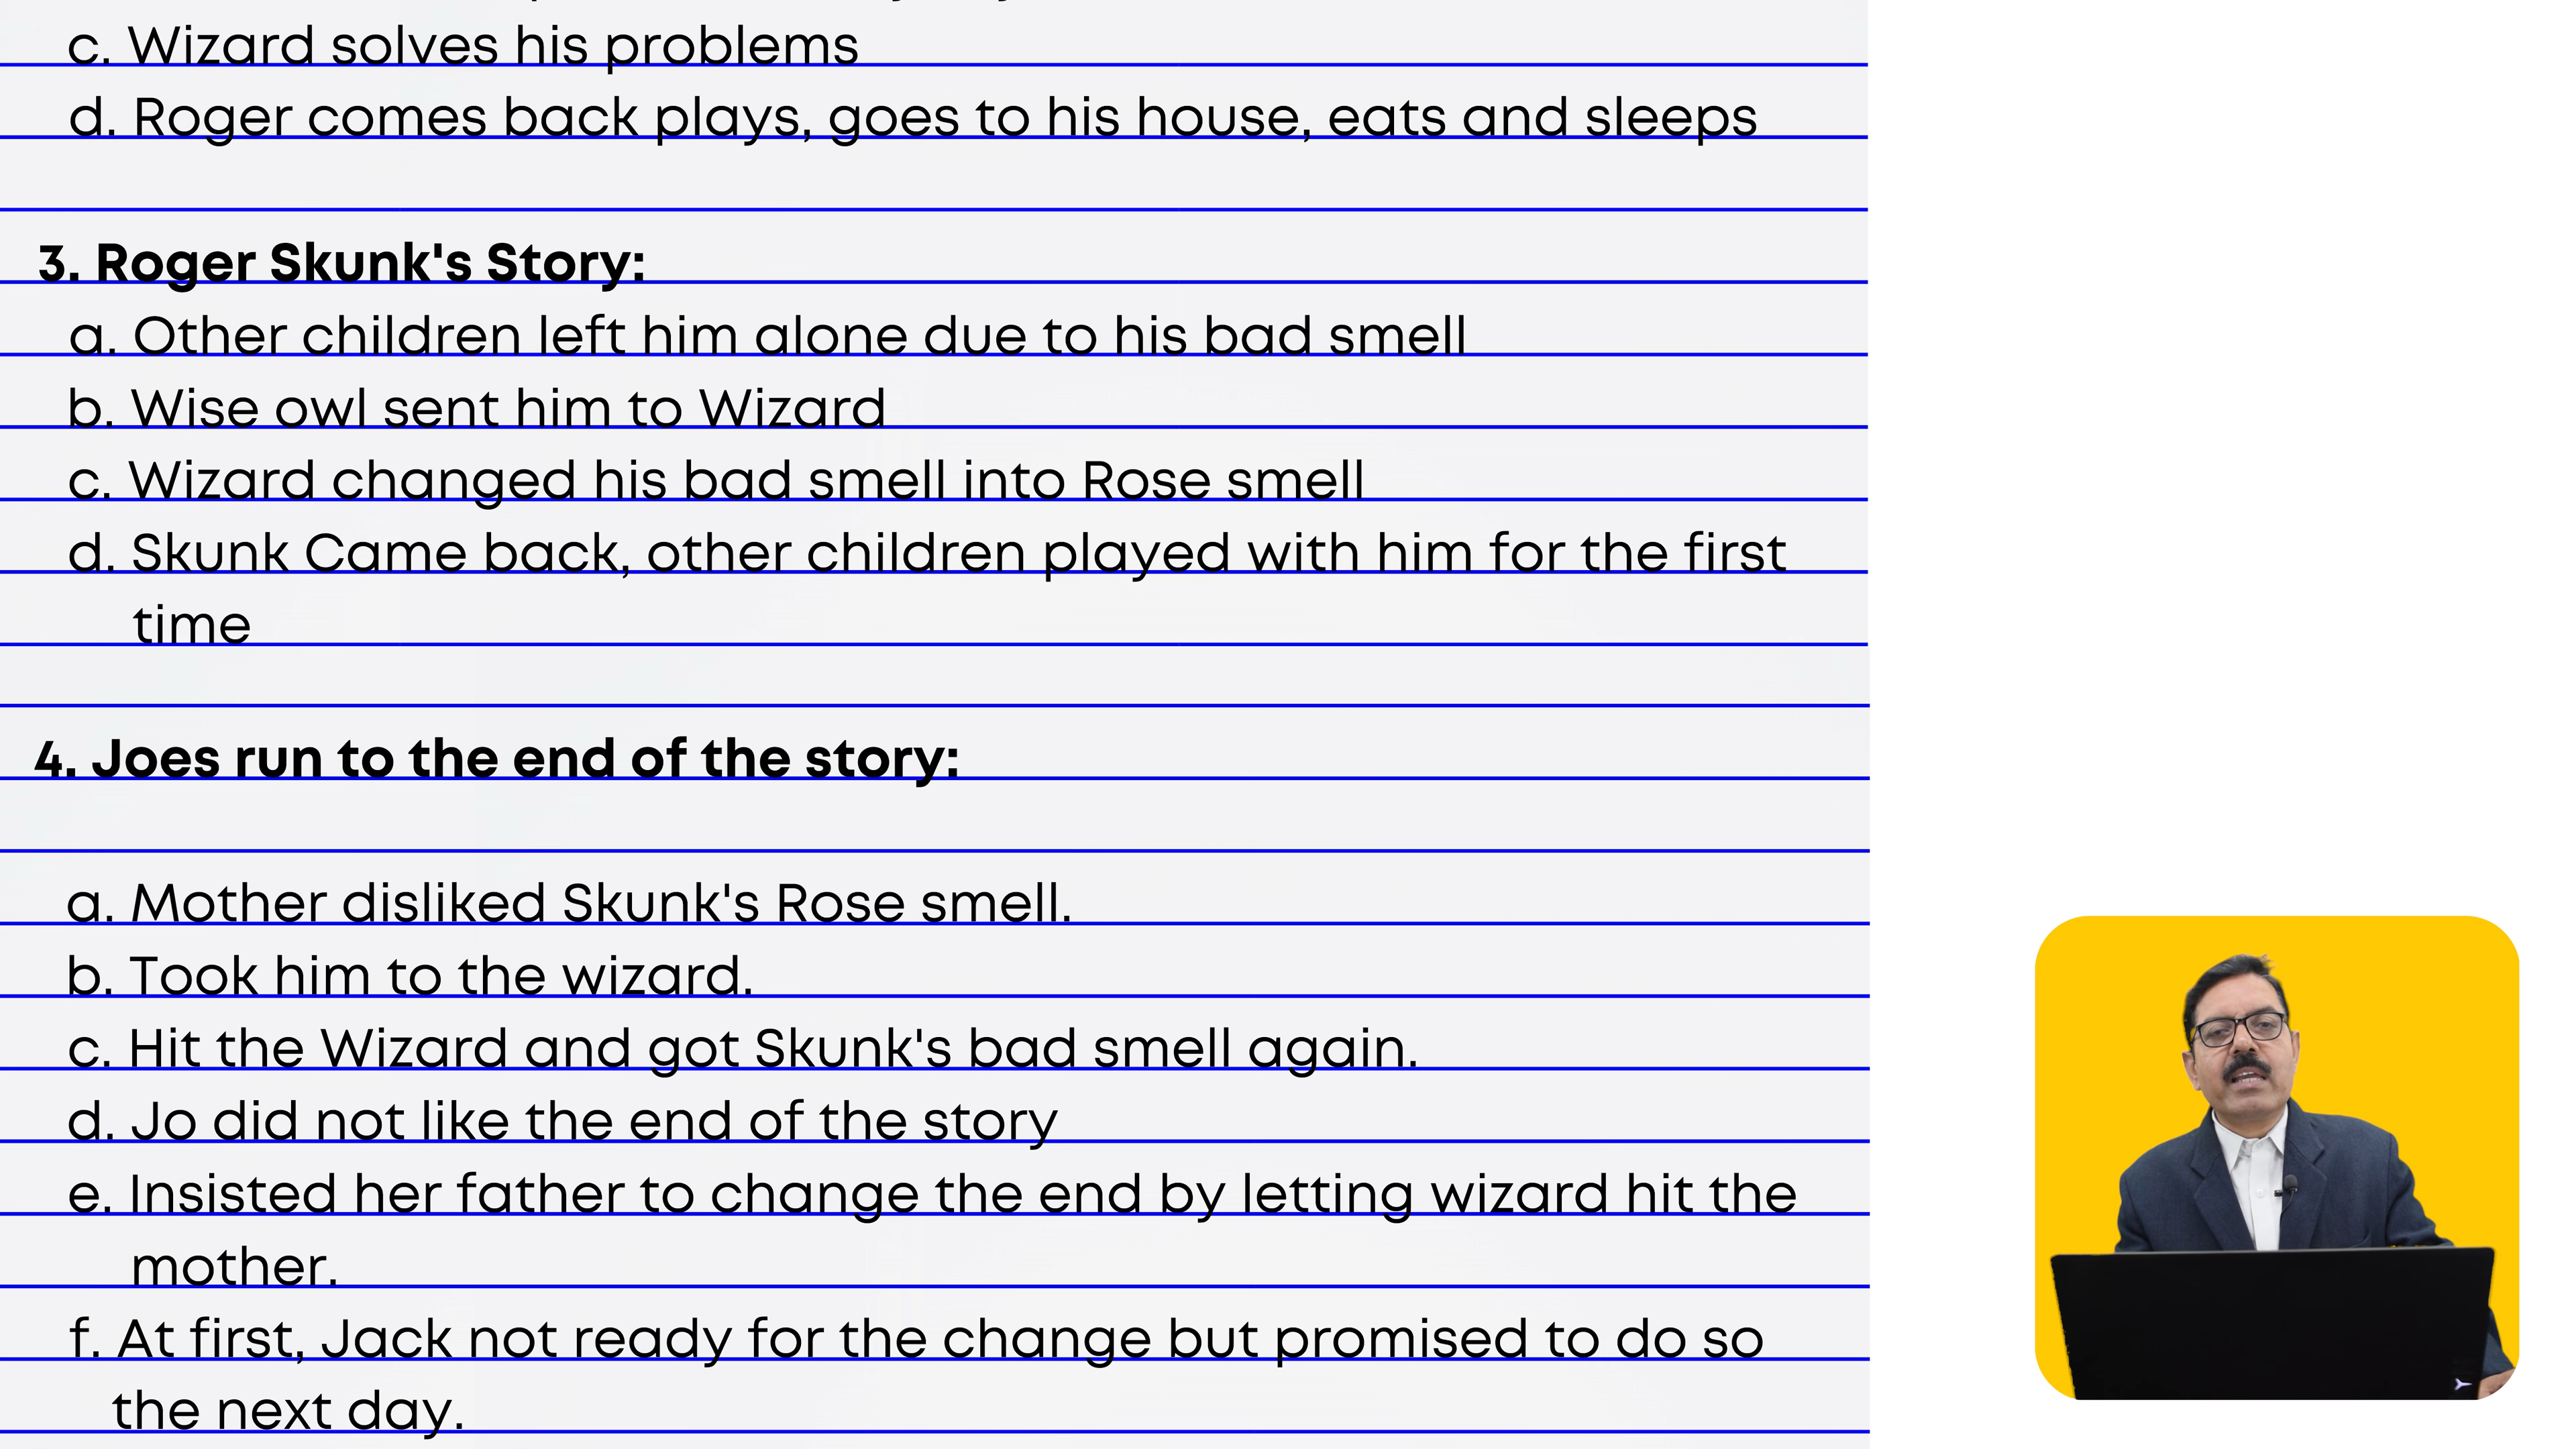 c. Wizard solves his problems
d. Roger comes back plays, goes to his house, eats and sleeps
3. Roger Skunk's Story:
a. Other children left him alone due to his bad smell
b. Wise owl sent him to Wizard
c. Wizard changed his bad smell into Rose smell
d. Skunk Came back, other children played with him for the first
time
4. Joes run to the end of the story:
a. Mother disliked Skunk's Rose smell.
b. Took him to the wizard.
c. Hit the Wizard and got Skunk's bad smell again.
d. Jo did not like the end of the story
e. Insisted her father to change the end by letting wizard hit the
mother.
f. At first, Jack not ready for the change but promised to do so
the next day.